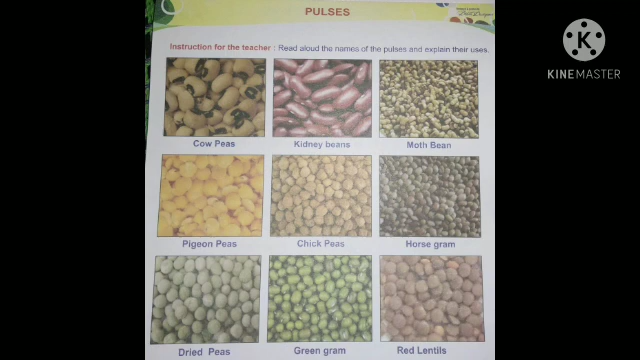 PULSES
Instruction for the teacher : Read aloud the names of the pulses and explain their uses.
Cow Peas
Kidney beans
Moth Bean
Pigeon Peas
Chick Peas
Horse gram
Dried Peas
Green gram
Red Lentils
KINEMASTER